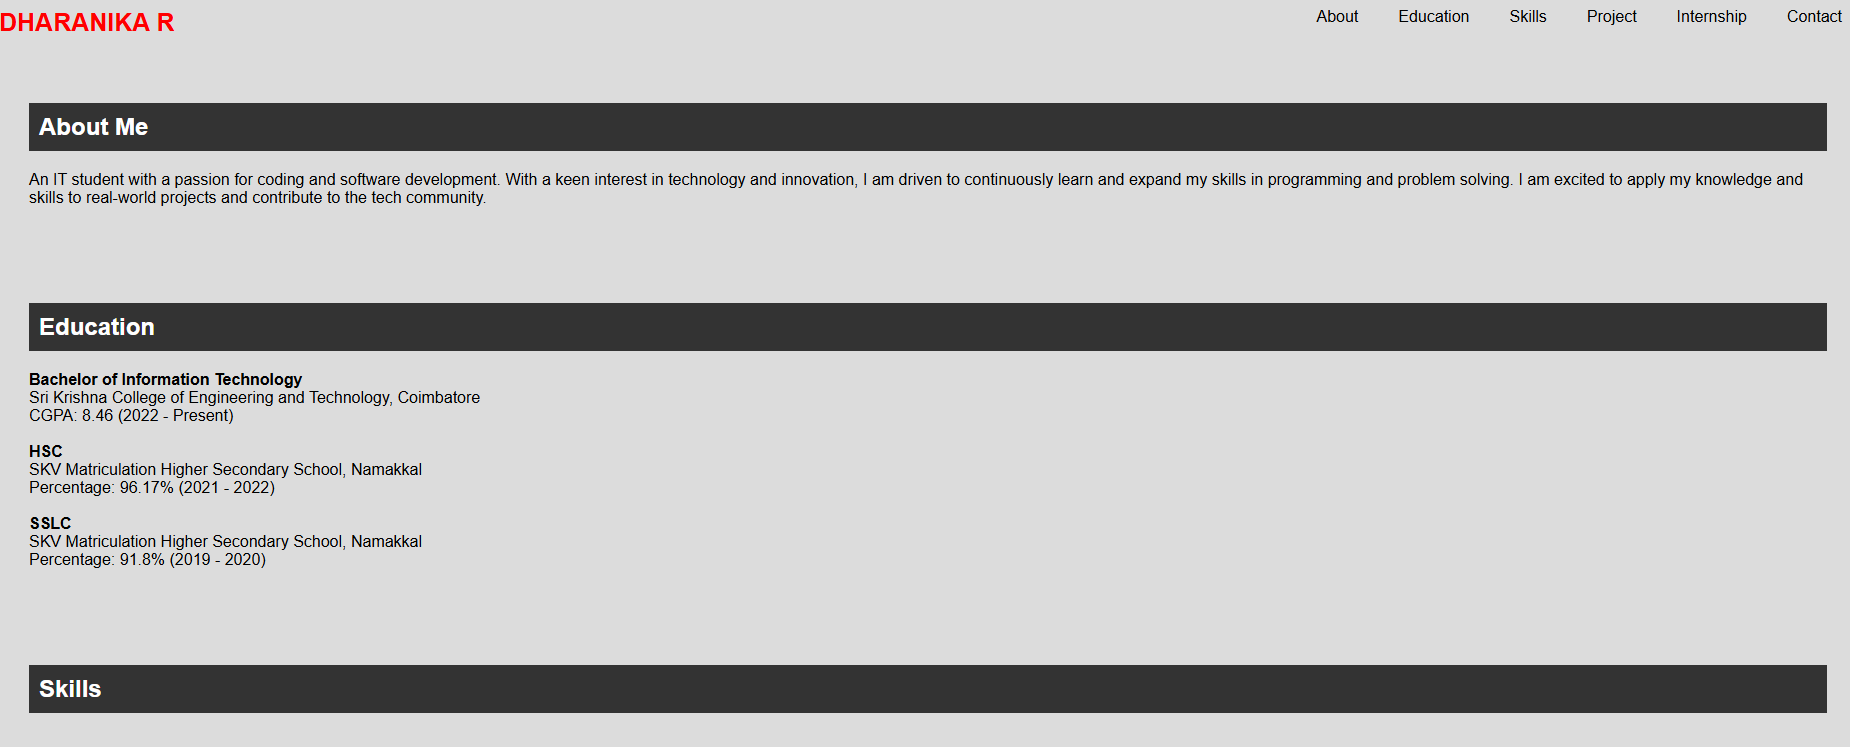 DHARANIKA R
About Education Skills Project Internship Contact
About Me
An IT student with a passion for coding and software development. With a keen interest in technology and innovation, I am driven to continuously learn and expand my skills in programming and problem solving. I am excited to apply my knowledge and
skills to real-world projects and contribute to the tech community.
Education
Bachelor of Information Technology
Sri Krishna College of Engineering and Technology, Coimbatore
CGPA: 8.46 (2022 - Present)
HSC
SKV Matriculation Higher Secondary School, Namakkal
Percentage: 96.17% (2021 - 2022)
SSLC
SKV Matriculation Higher Secondary School, Namakkal
Percentage: 91.8% (2019 - 2020)
Skills